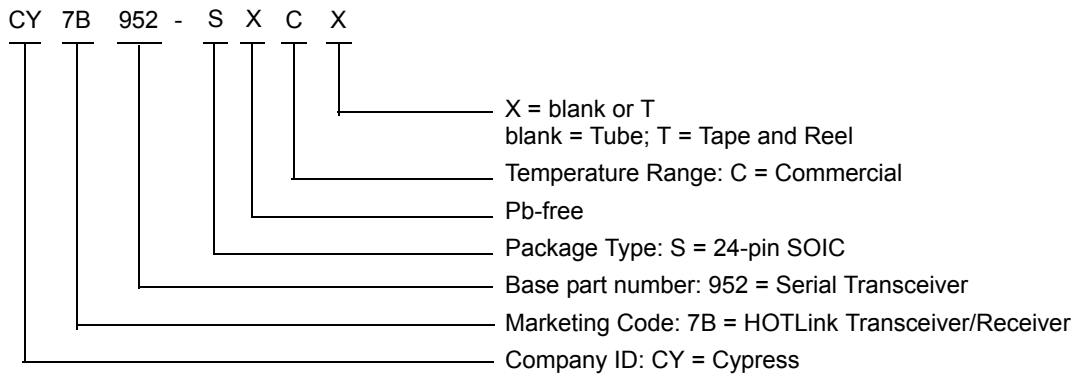 CY 7B 952 - S X C X
X = blank or T
blank = Tube; T = Tape and Reel
Temperature Range: C = Commercial
Pb-free
Package Type: S = 24-pin SOIC
Base part number: 952 = Serial Transceiver
Marketing Code: 7B = HOTLink Transceiver/Receiver
Company ID: CY = Cypress